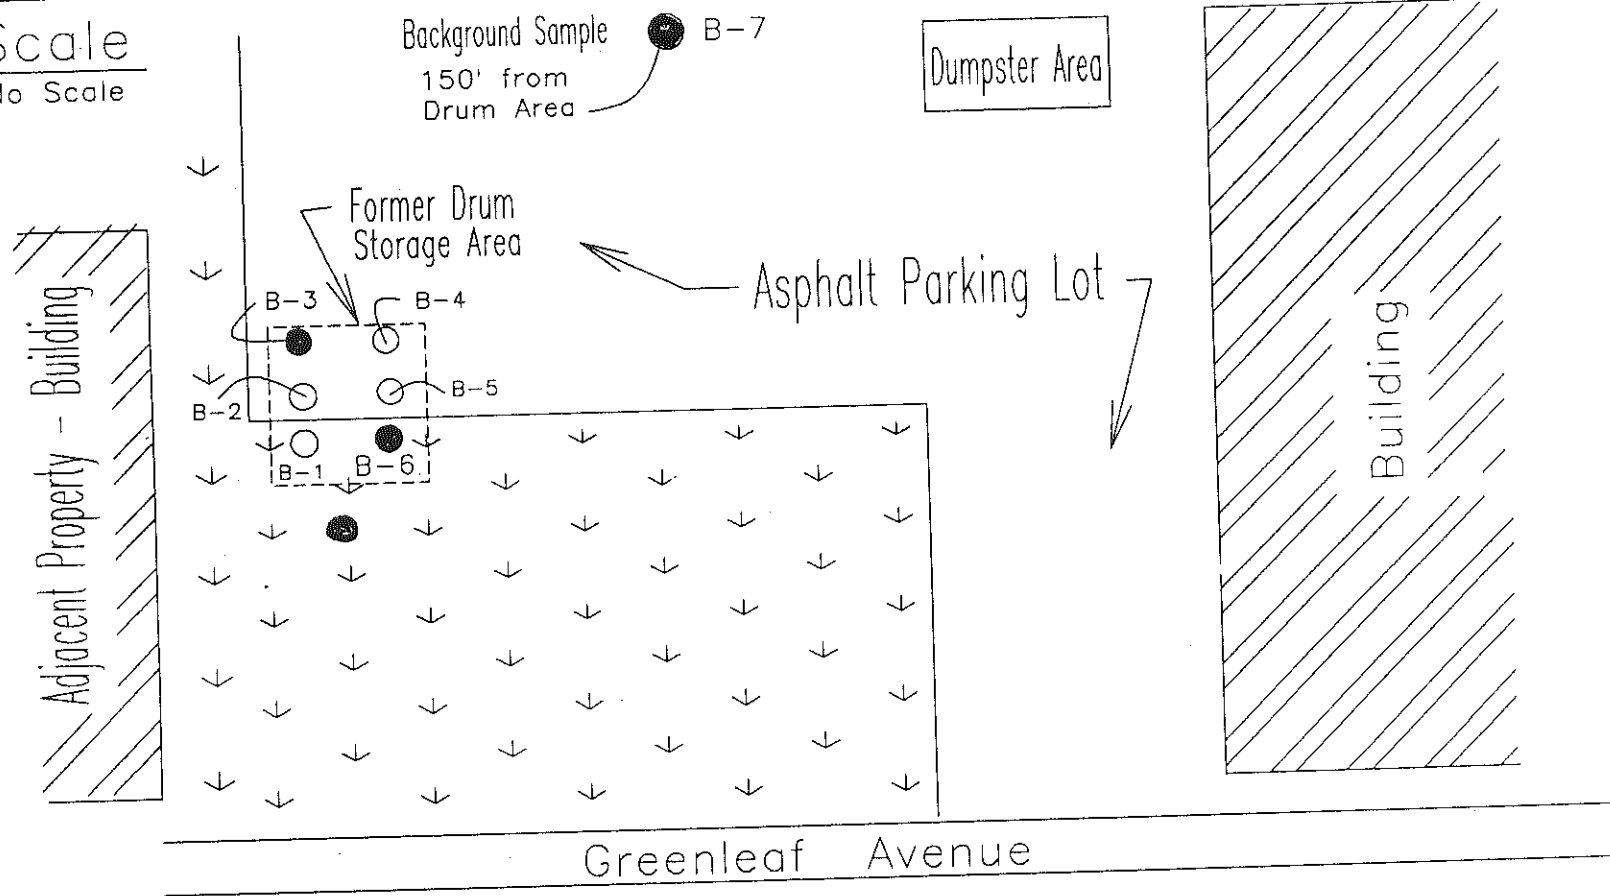 Scale
No Scale
Background Sample
150' from
Drum Area
B-7
Dumpster Area
Former Drum
Storage Area
Asphalt Parking Lot
B-3
B-4
B-2
B-5
B-1
B-6
Adjacent Property - Building
Building
Greenleaf Avenue